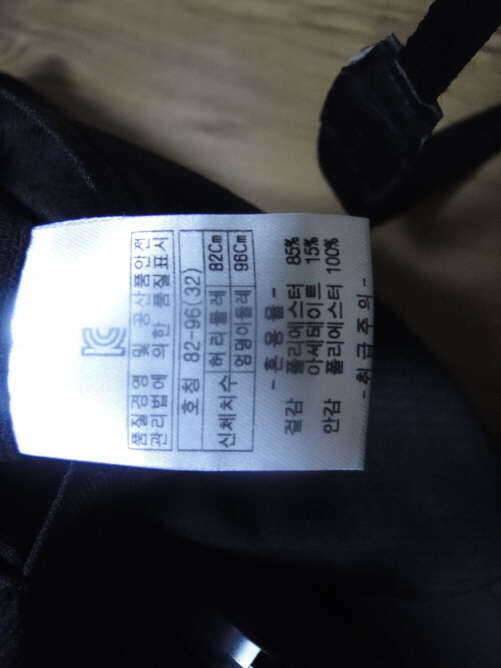 KC
품질경영 및 공산품안전
관리법에 의한 품질표시
호칭 82-96(32)
신체치수 허리둘레 82Cm
엉덩이둘레 96Cm
- 혼용율 -
겉감 폴리에스터 85%
아세테이트 15%
안감 폴리에스터 100%
- 취급주의 -